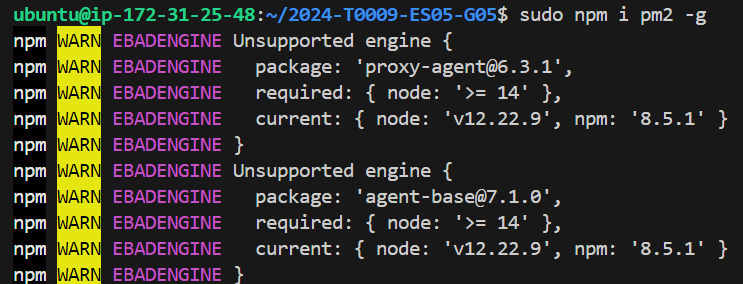 ubuntu@ip-172-31-25-48:~/2024-T0009-ES05-G05$ sudo npm i pm2 -g
npm WARN EBADENGINE Unsupported engine {
npm WARN EBADENGINE   package: 'proxy-agent@6.3.1',
npm WARN EBADENGINE   required: { node: '>= 14' },
npm WARN EBADENGINE   current: { node: 'v12.22.9', npm: '8.5.1' }
npm WARN EBADENGINE }
npm WARN EBADENGINE Unsupported engine {
npm WARN EBADENGINE   package: 'agent-base@7.1.0',
npm WARN EBADENGINE   required: { node: '>= 14' },
npm WARN EBADENGINE   current: { node: 'v12.22.9', npm: '8.5.1' }
npm WARN EBADENGINE }